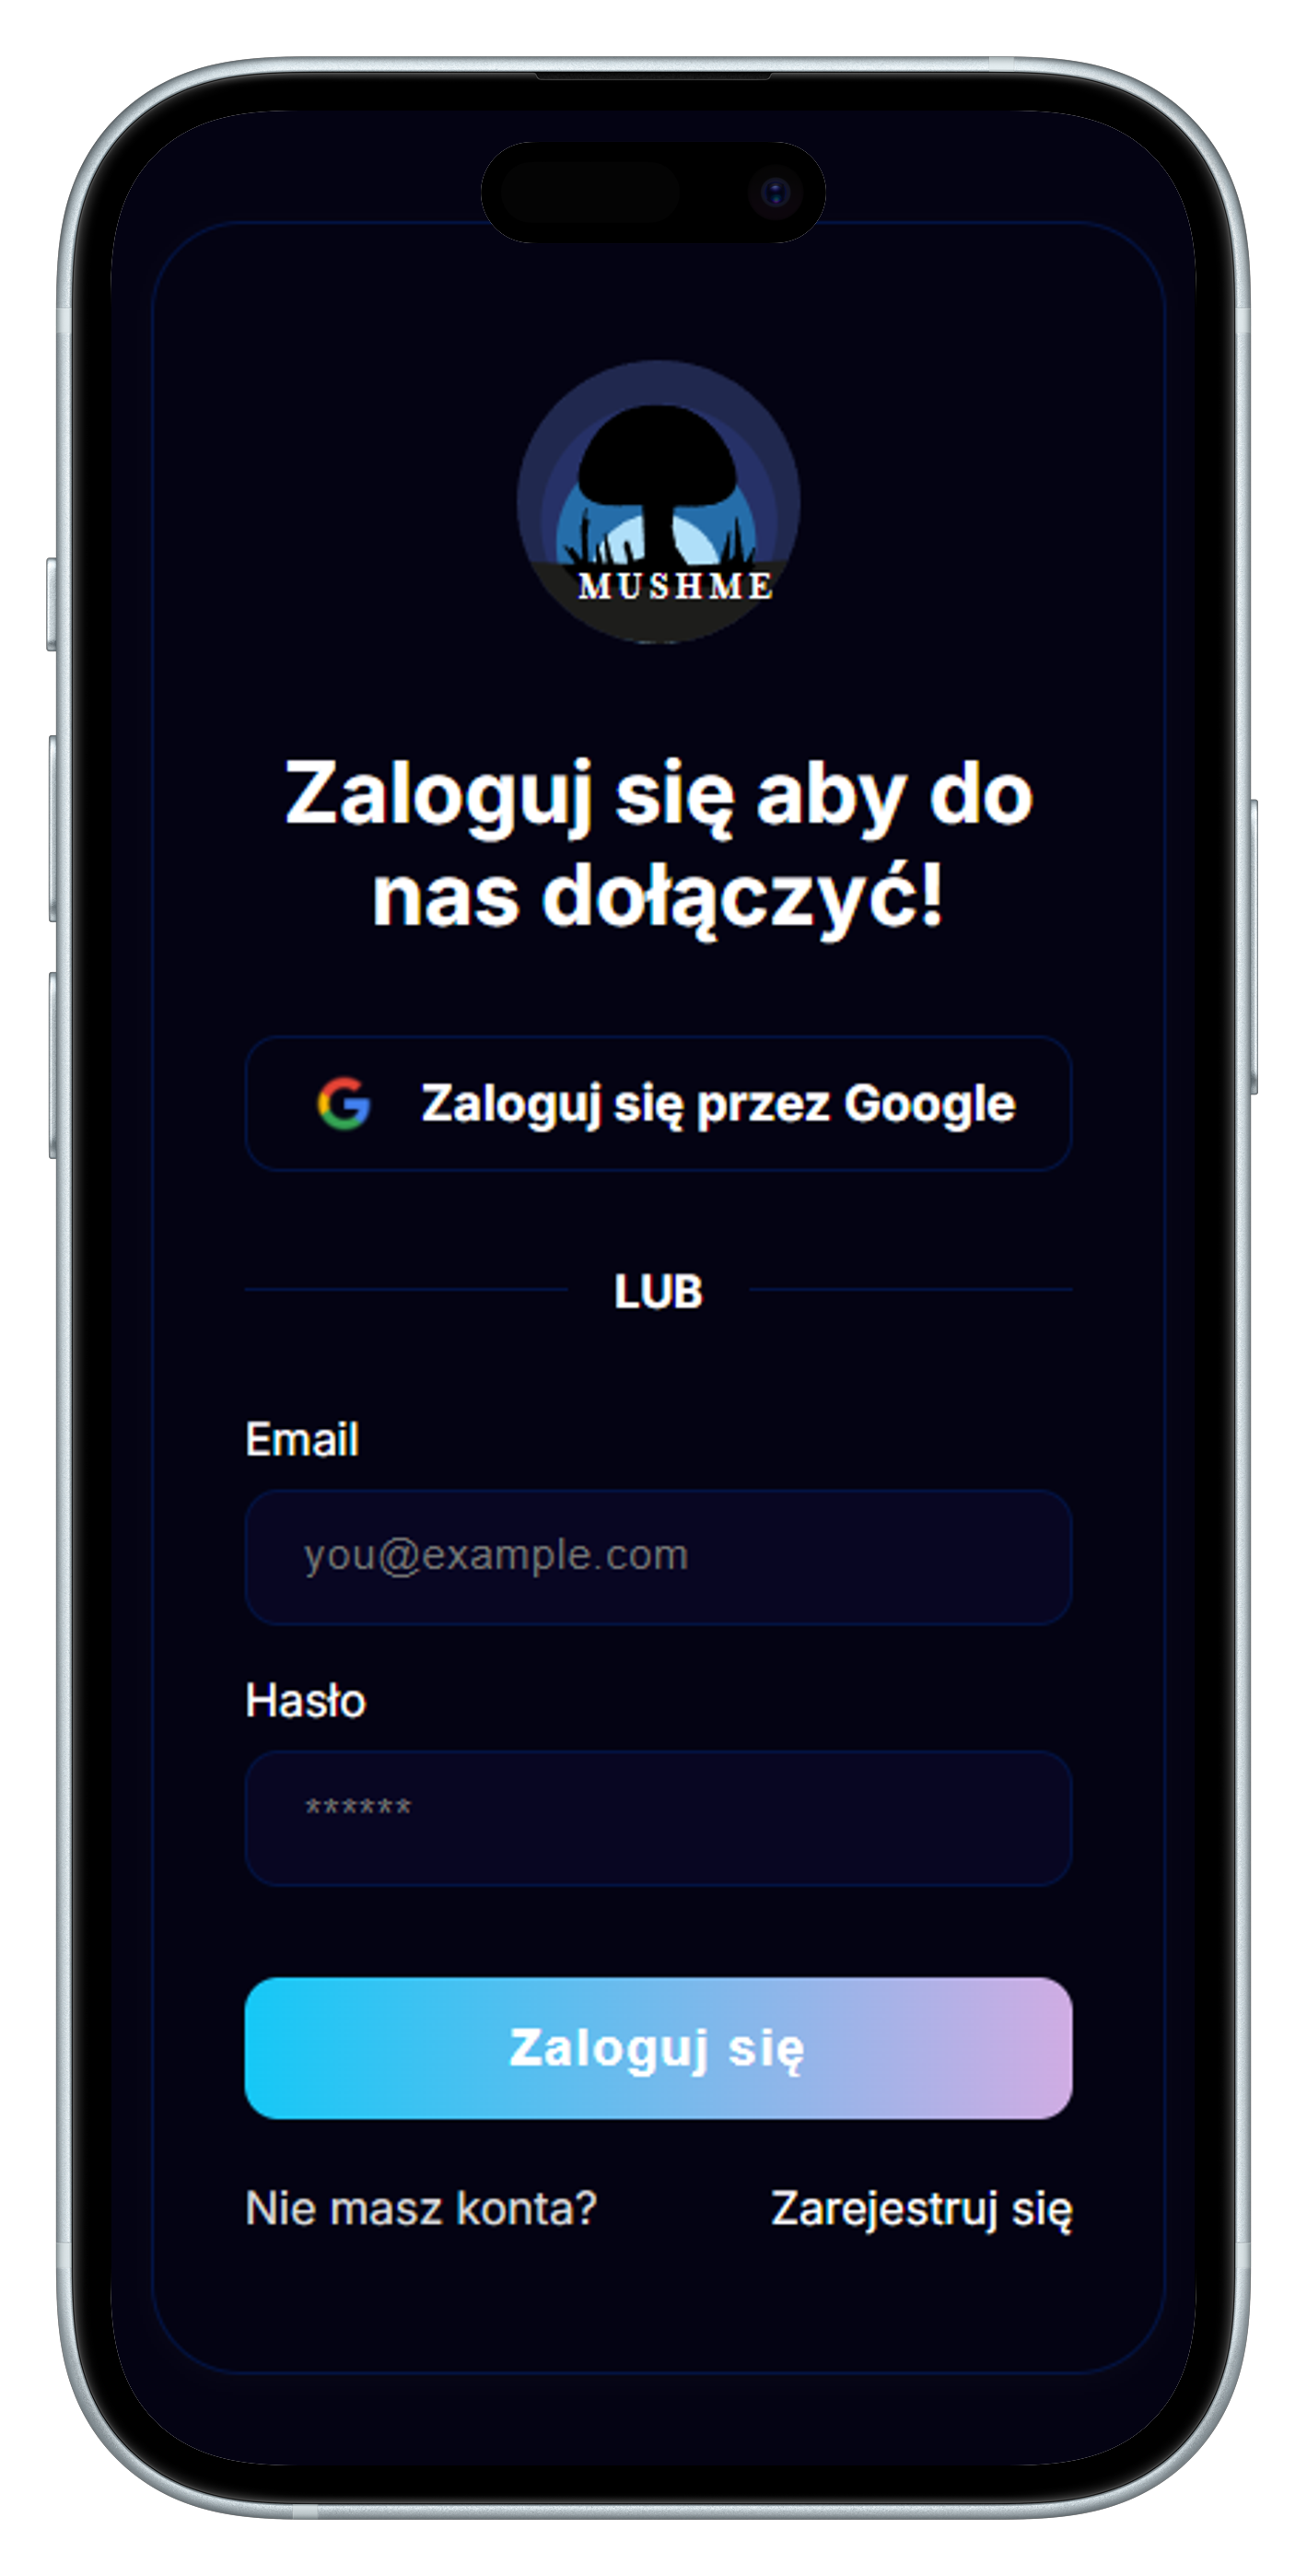 MUSHME
Zaloguj się aby do
nas dołączyć!
Zaloguj się przez Google
LUB
Email
you@example.com
Hasło
******
Zaloguj się
Nie masz konta? Zarejestruj się